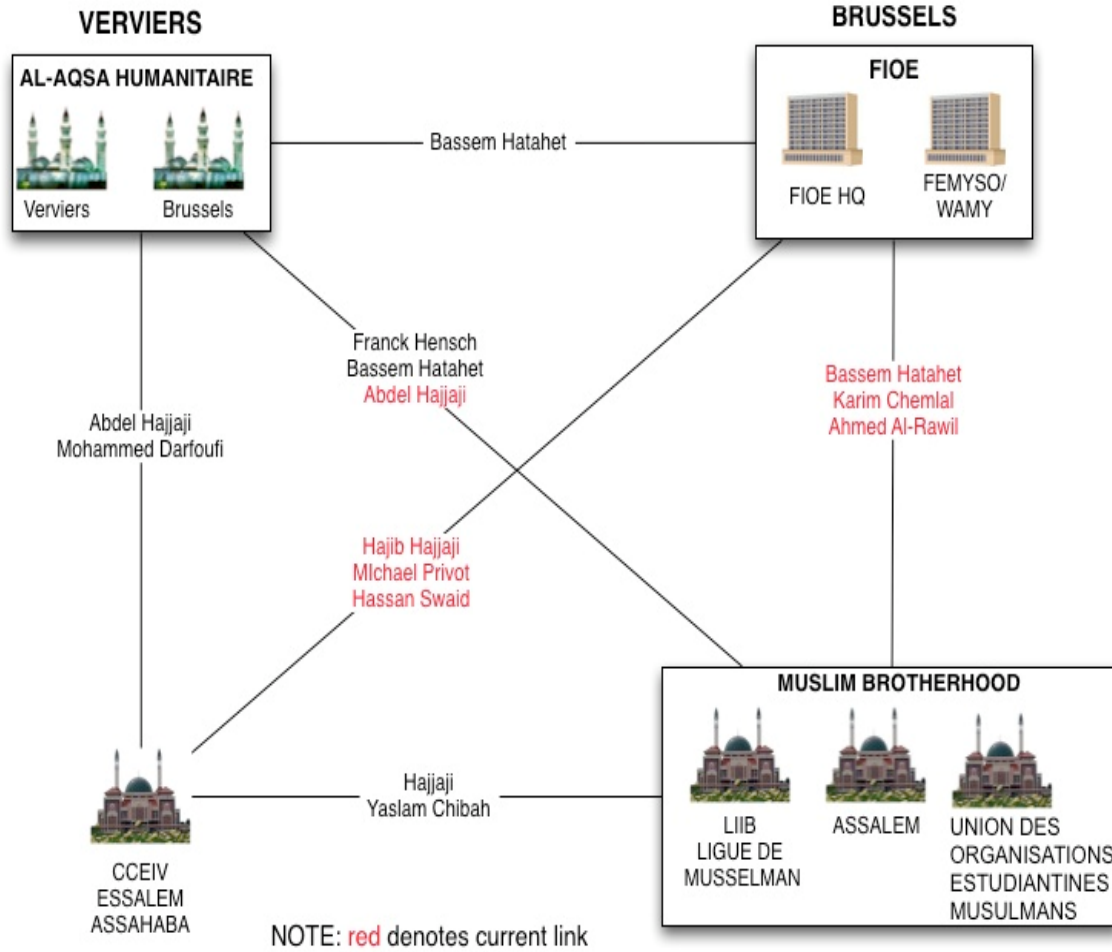 VERVIERS
BRUSSELS
AL-AQSA HUMANITAIRE
Verviers
Brussels
Bassem Hatahet
FIOE
FIOE HQ
FEMYSO/
WAMY
Franck Hensch
Bassem Hatahet
Abdel Hajjaji
Bassem Hatahet
Karim Chemlal
Ahmed Al-Rawil
Abdel Hajjaji
Mohammed Darfoufi
Hajib Hajjaji
MIchael Privot
Hassan Swaid
MUSLIM BROTHERHOOD
LIIB
LIGUE DE
MUSSELMAN
ASSALEM
UNION DES
ORGANISATIONS
ESTUDIANTINES
MUSULMANS
Hajjaji
Yaslam Chibah
CCEIV
ESSALEM
ASSAHABA
NOTE: red denotes current link